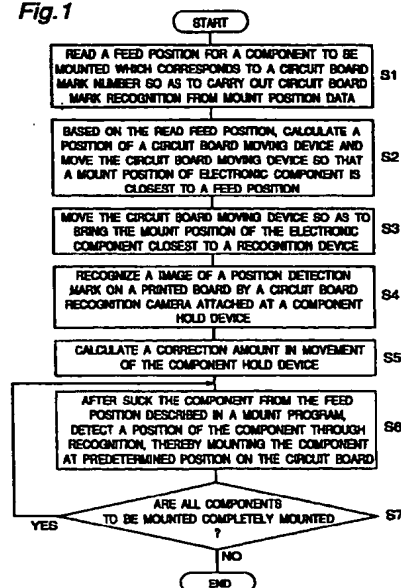 Fig.1
START
READ A FEED POSITION FOR A COMPONENT TO BE
MOUNTED WHICH CORRESPONDS TO A CIRCUIT BOARD
MARK NUMBER SO AS TO CARRY OUT CIRCUIT BOARD
MARK RECOGNITION FROM MOUNT POSITION DATA
S1
BASED ON THE READ FEED POSITION, CALCULATE A
POSITION OF A CIRCUIT BOARD MOVING DEVICE AND
MOVE THE CIRCUIT BOARD MOVING DEVICE SO THAT
A MOUNT POSITION OF ELECTRONIC COMPONENT IS
CLOSEST TO A FEED POSITION
S2
MOVE THE CIRCUIT BOARD MOVING DEVICE SO AS TO
BRING THE MOUNT POSITION OF THE ELECTRONIC
COMPONENT CLOSEST TO A RECOGNITION DEVICE
S3
RECOGNIZE A IMAGE OF A POSITION DETECTION
MARK ON A PRINTED BOARD BY A CIRCUIT BOARD
RECOGNITION CAMERA ATTACHED AT A COMPONENT
HOLD DEVICE
S4
CALCULATE A CORRECTION AMOUNT IN MOVEMENT
OF THE COMPONENT HOLD DEVICE
S5
AFTER SUCK THE COMPONENT FROM THE FEED
POSITION DESCRIBED IN A MOUNT PROGRAM,
DETECT A POSITION OF THE COMPONENT THROUGH
RECOGNITION, THEREBY MOUNTING THE COMPONENT
AT PREDETERMINED POSITION ON THE CIRCUIT BOARD
S6
ARE ALL COMPONENTS
TO BE MOUNTED COMPLETELY MOUNTED
?
S7
YES
NO
END